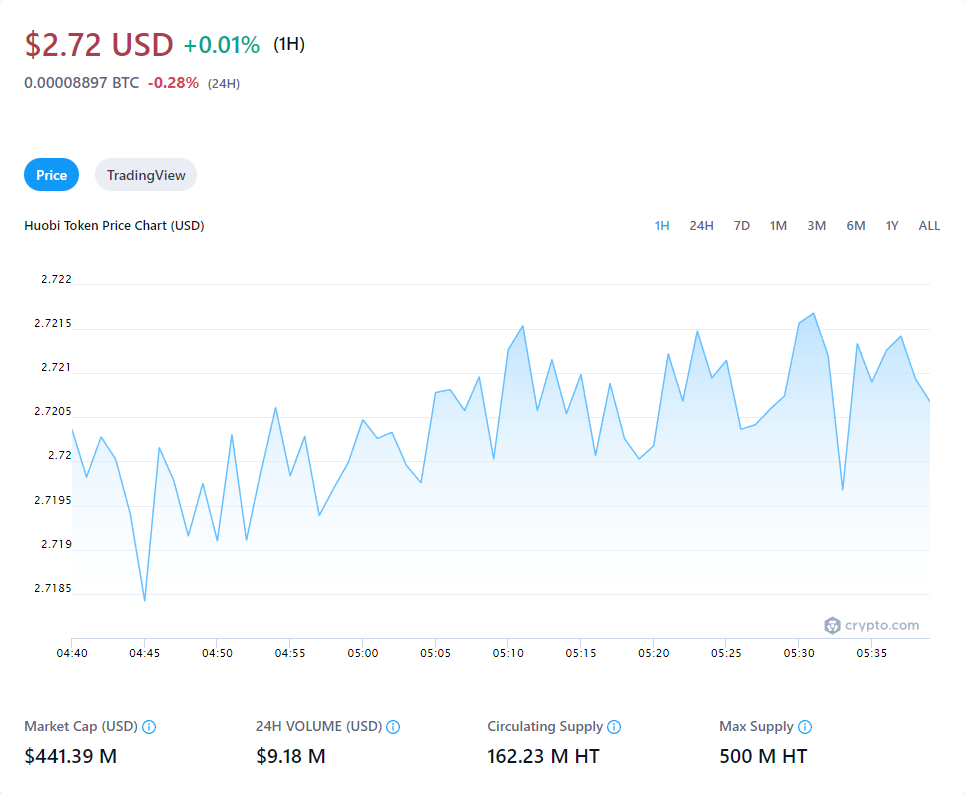 $2.72 USD +0.01% (1H)
0.00008897 BTC -0.28% (24H)
Price TradingView
Huobi Token Price Chart (USD) 1H 24H 7D 1M 3M 6M 1Y ALL
2.722
2.7215
2.721
2.7205
2.72
2.7195
2.719
2.7185
crypto.com
04:40 04:45 04:50 04:55 05:00 05:05 05:10 05:15 05:20 05:25 05:30 05:35
Market Cap (USD) 24H VOLUME (USD) Circulating Supply Max Supply
$441.39 M $9.18 M 162.23 M HT 500 M HT